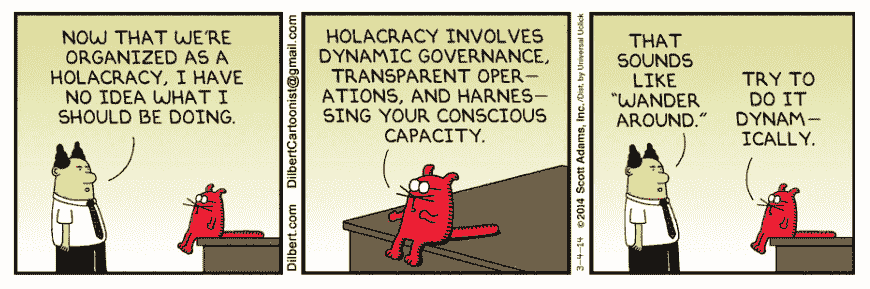 NOW THAT WE'RE
ORGANIZED AS A
HOLACRACY, I HAVE
NO IDEA WHAT I
SHOULD BE DOING.
Dilbert.com DilbertCartoonist@gmail.com
HOLACRACY INVOLVES
DYNAMIC GOVERNANCE,
TRANSPARENT OPER-
ATIONS, AND HARNES-
SING YOUR CONSCIOUS
CAPACITY.
3-4-14 ©2014 Scott Adams, Inc. /Dist. by Universal Uclick
THAT
SOUNDS
LIKE
"WANDER
AROUND."
TRY TO
DO IT
DYNAM-
ICALLY.